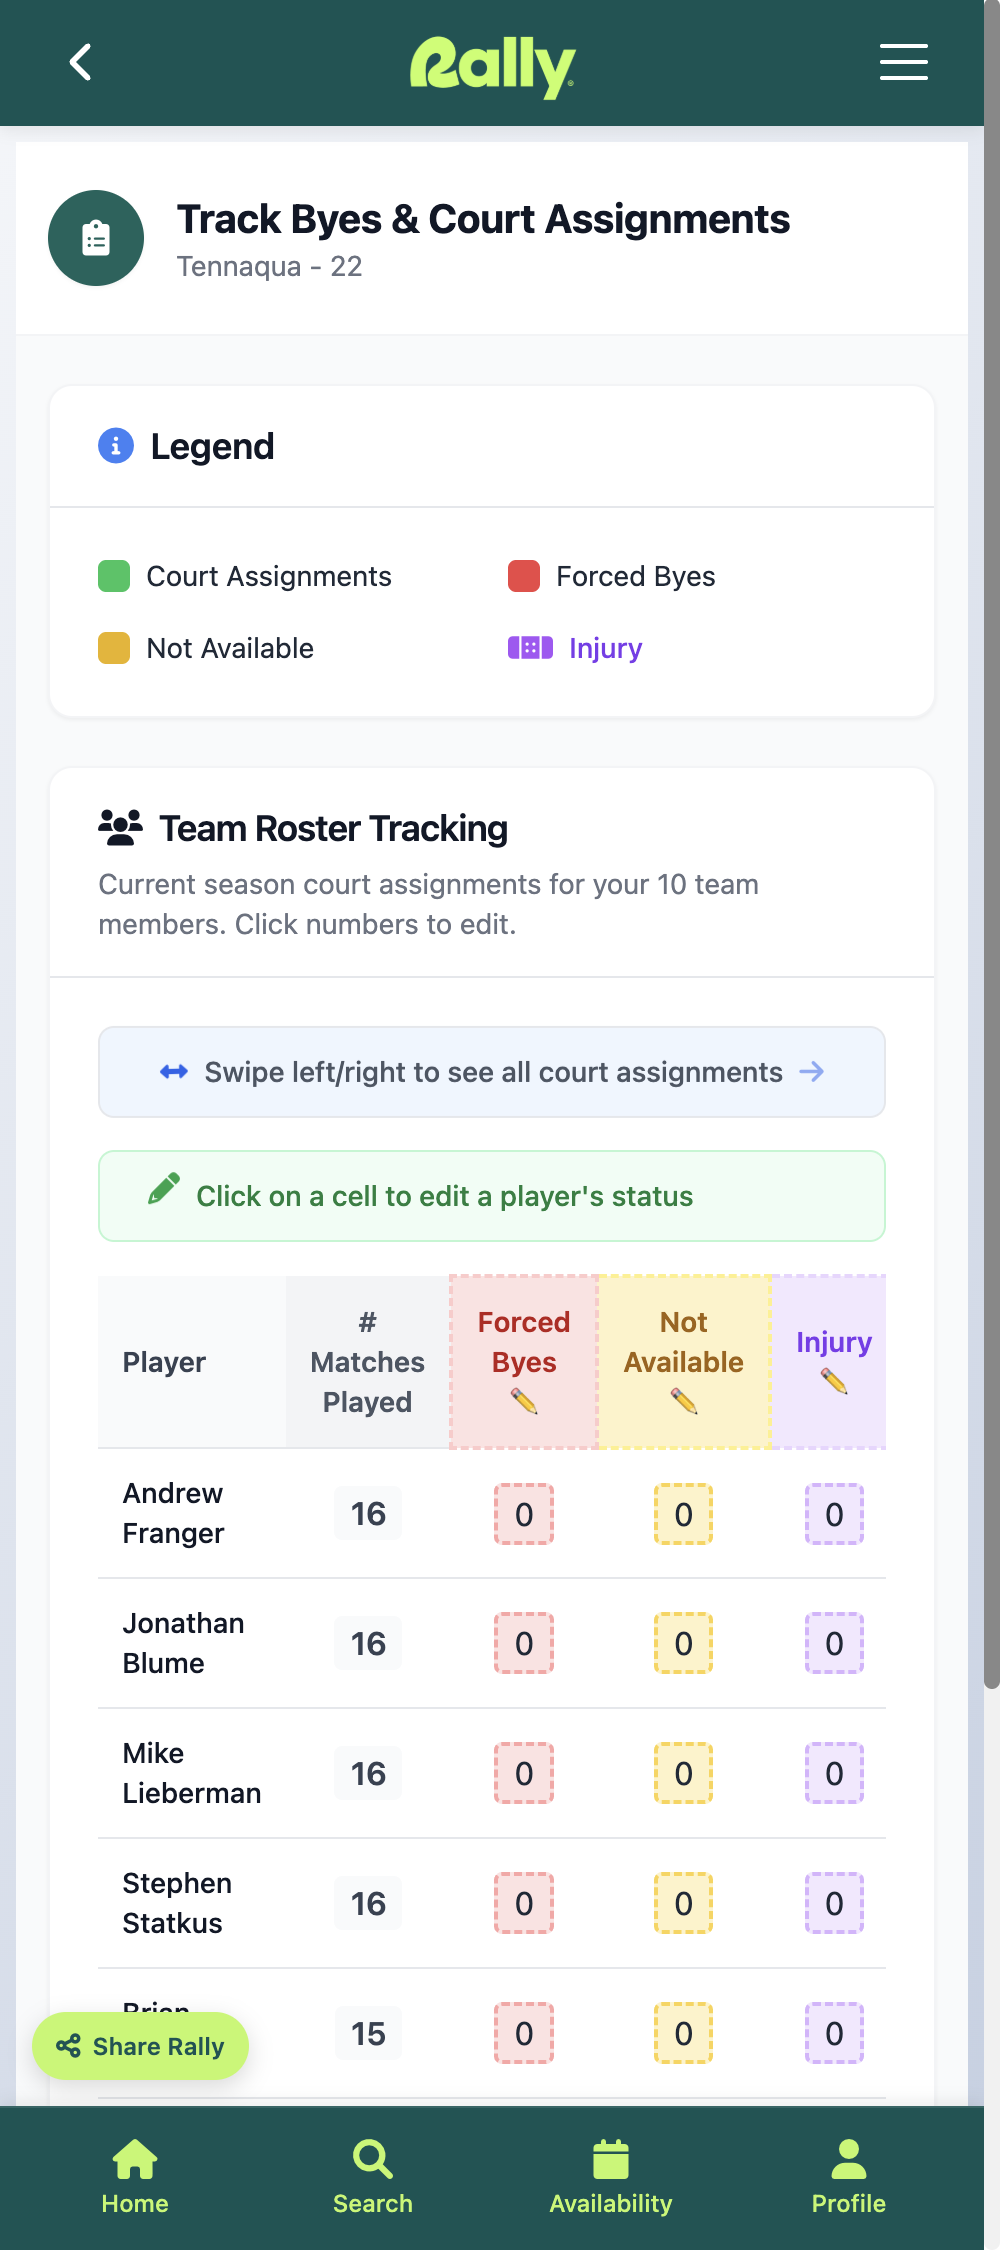 Rally
Track Byes & Court Assignments
Tennaqua - 22
Legend
Court Assignments
Forced Byes
Not Available
Injury
Team Roster Tracking
Current season court assignments for your 10 team
members. Click numbers to edit.
Swipe left/right to see all court assignments
Click on a cell to edit a player's status
Player
#
Matches
Played
Forced
Byes
Not
Available
Injury
Andrew
Franger
16
0
0
0
Jonathan
Blume
16
0
0
0
Mike
Lieberman
16
0
0
0
Stephen
Statkus
16
0
0
0
Brian
15
0
0
0
Share Rally
Home
Search
Availability
Profile